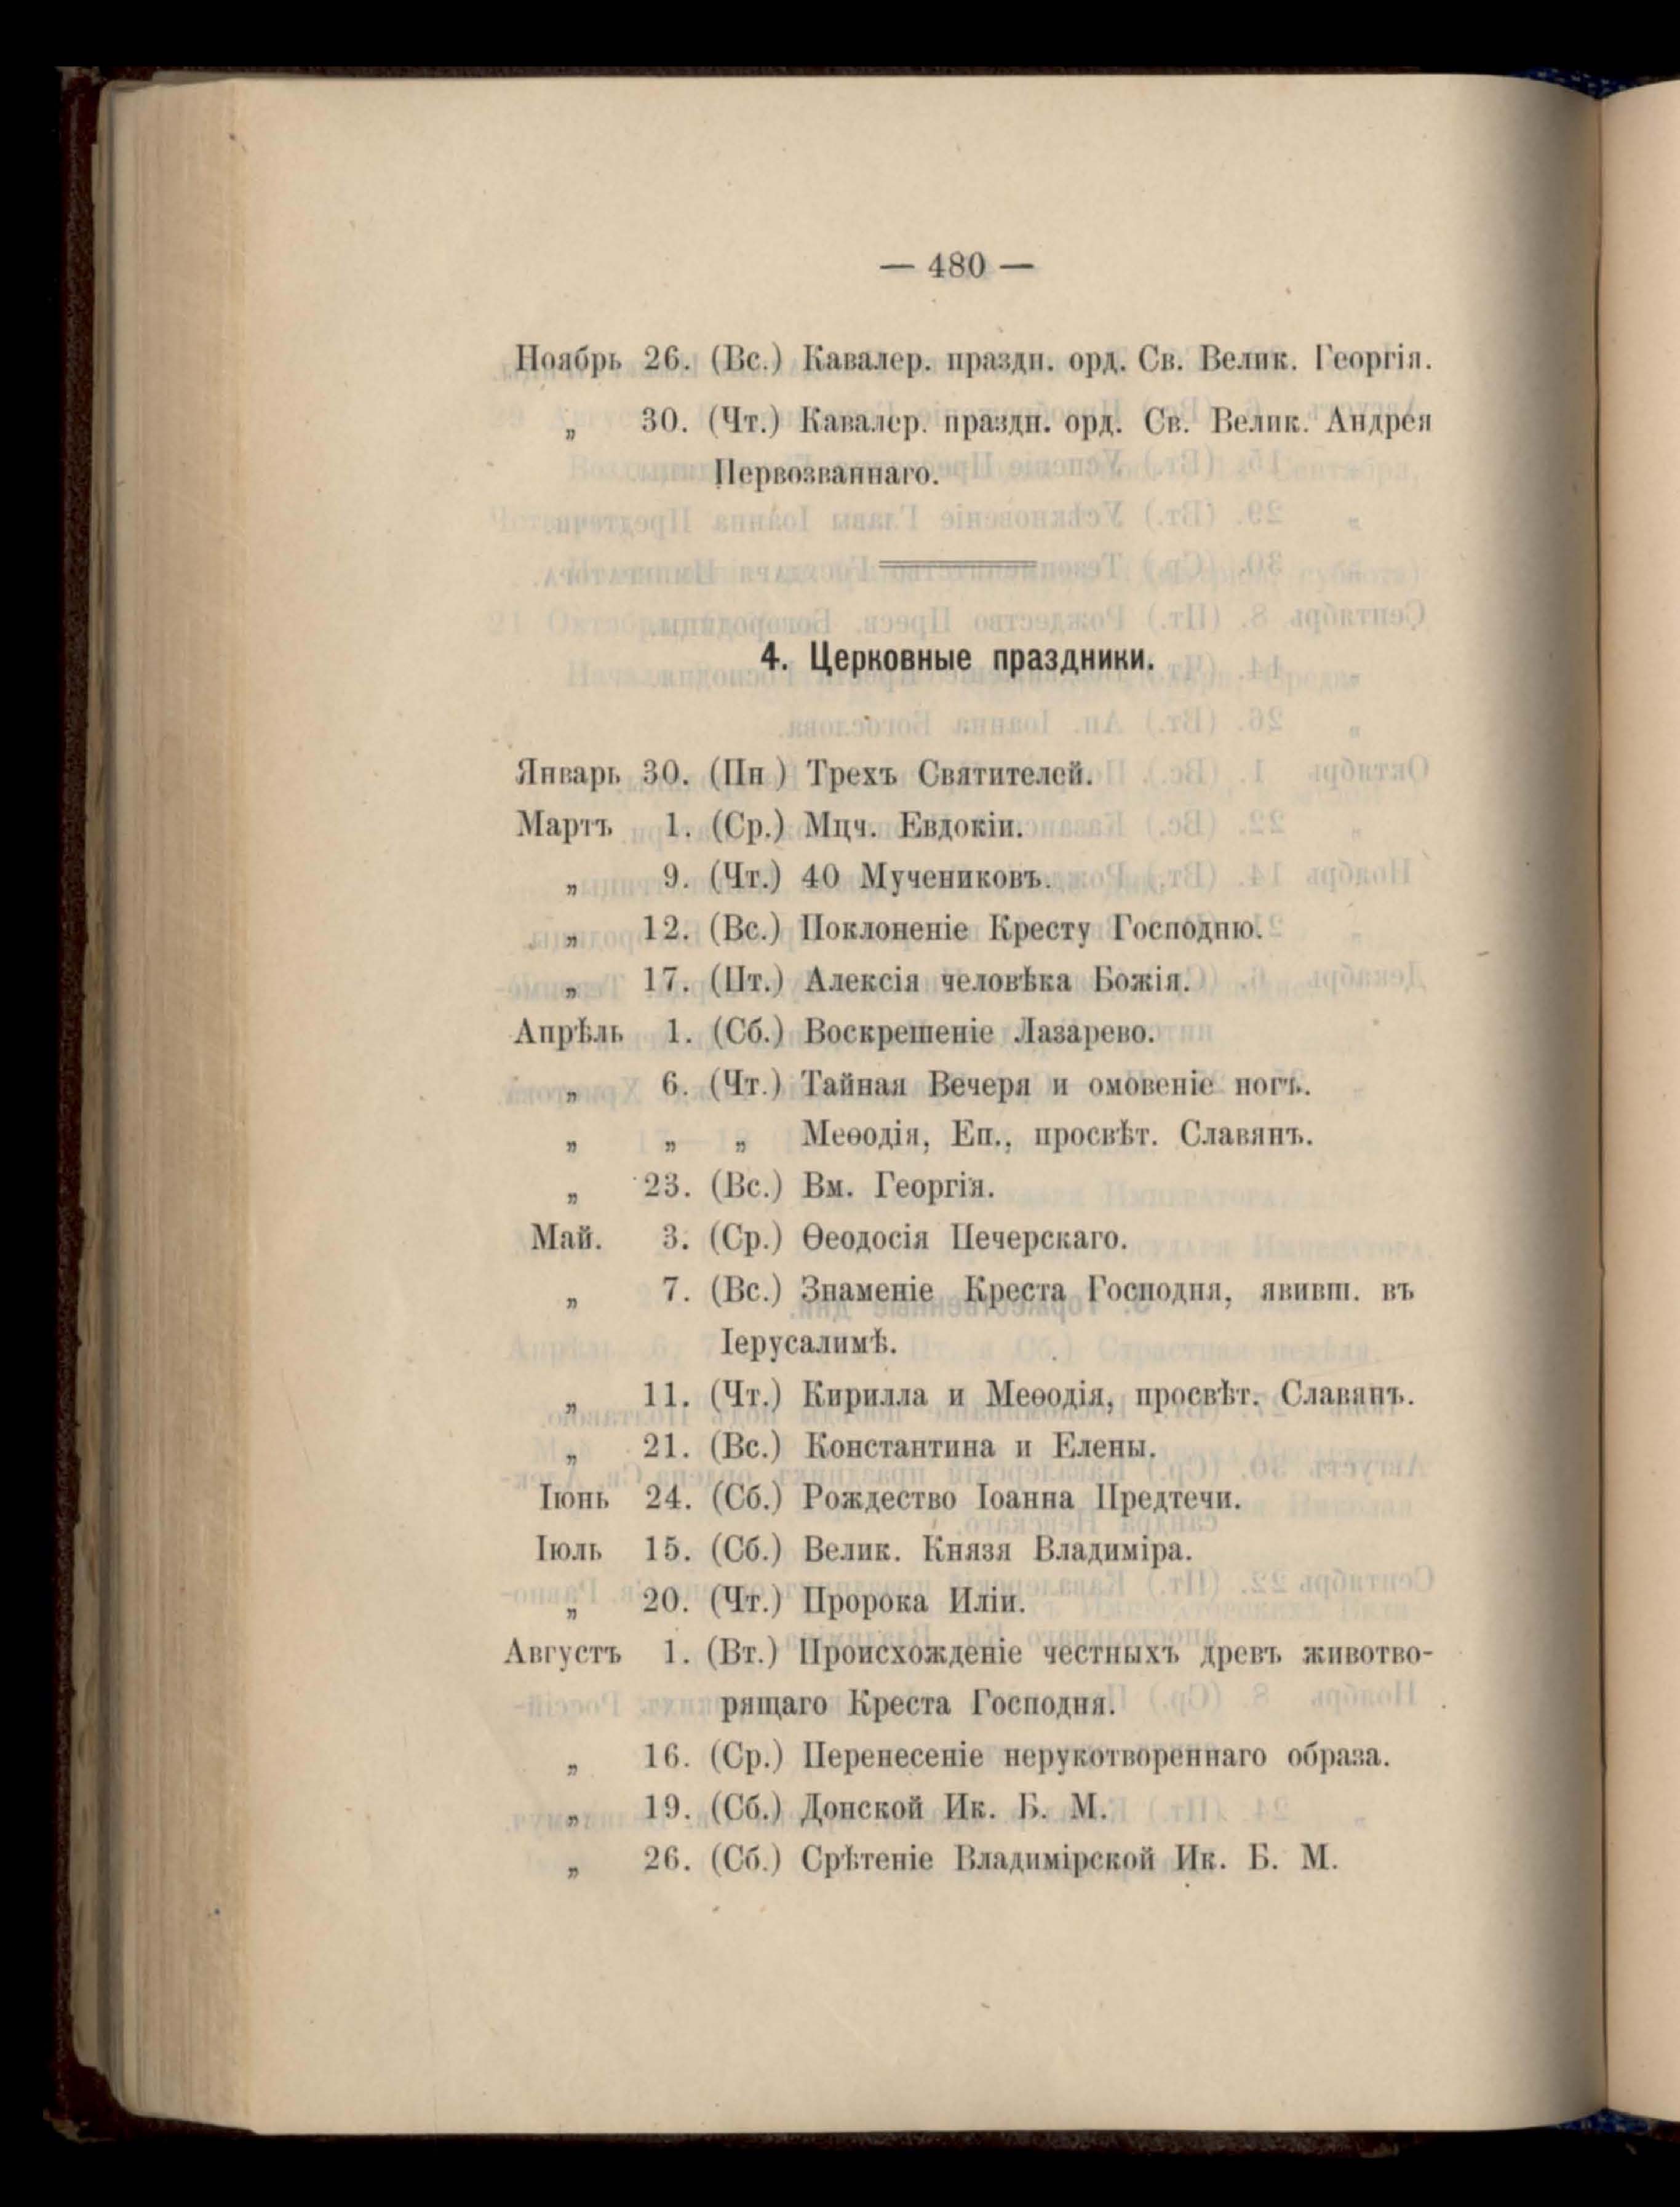 — 480 —
Ноябрь 26. (Вс.) Кавалер. праздн. орд. Св. Велик. Георгія.
„ 30. (Чт.) Кавалер. праздн. орд. Св. Велик. Андрея
Первозваннаго.
4. Церковные праздники.
Январь 30. (Пн ) Трехъ Святителей.
Мартъ 1. (Ср.) Мцч. Евдокіи.
„ 9. (Чт.) 40 Мучениковъ.
„ 12. (Вс.) Поклоненіе Кресту Господню.
„ 17. (Пт.) Алексія человѣка Божія.
Апрѣль 1. (Сб.) Воскрешеніе Лазарево.
„ 6. (Чт.) Тайная Вечеря и омовеніе ногъ.
„ „ „ Меѳодія, Еп., просвѣт. Славянъ.
„ 23. (Вс.) Вм. Георгія.
Май. 3. (Ср.) Ѳеодосія Печерскаго.
„ 7. (Вс.) Знаменіе Креста Господня, явивш. въ
Іерусалимѣ.
„ 11. (Чт.) Кирилла и Меѳодія, просвѣт. Славянъ.
„ 21. (Вс.) Константина и Елены.
Іюнь 24. (Сб.) Рождество Іоанна Предтечи.
Іюль 15. (Сб.) Велик. Князя Владиміра.
„ 20. (Чт.) Пророка Иліи.
Августъ 1. (Вт.) Происхожденіе честныхъ древъ животво-
рящаго Креста Господня.
„ 16. (Ср.) Перенесеніе нерукотвореннаго образа.
„ 19. (Сб.) Донской Ик. Б. М.
„ 26. (Сб.) Срѣтеніе Владимірской Ик. Б. М.